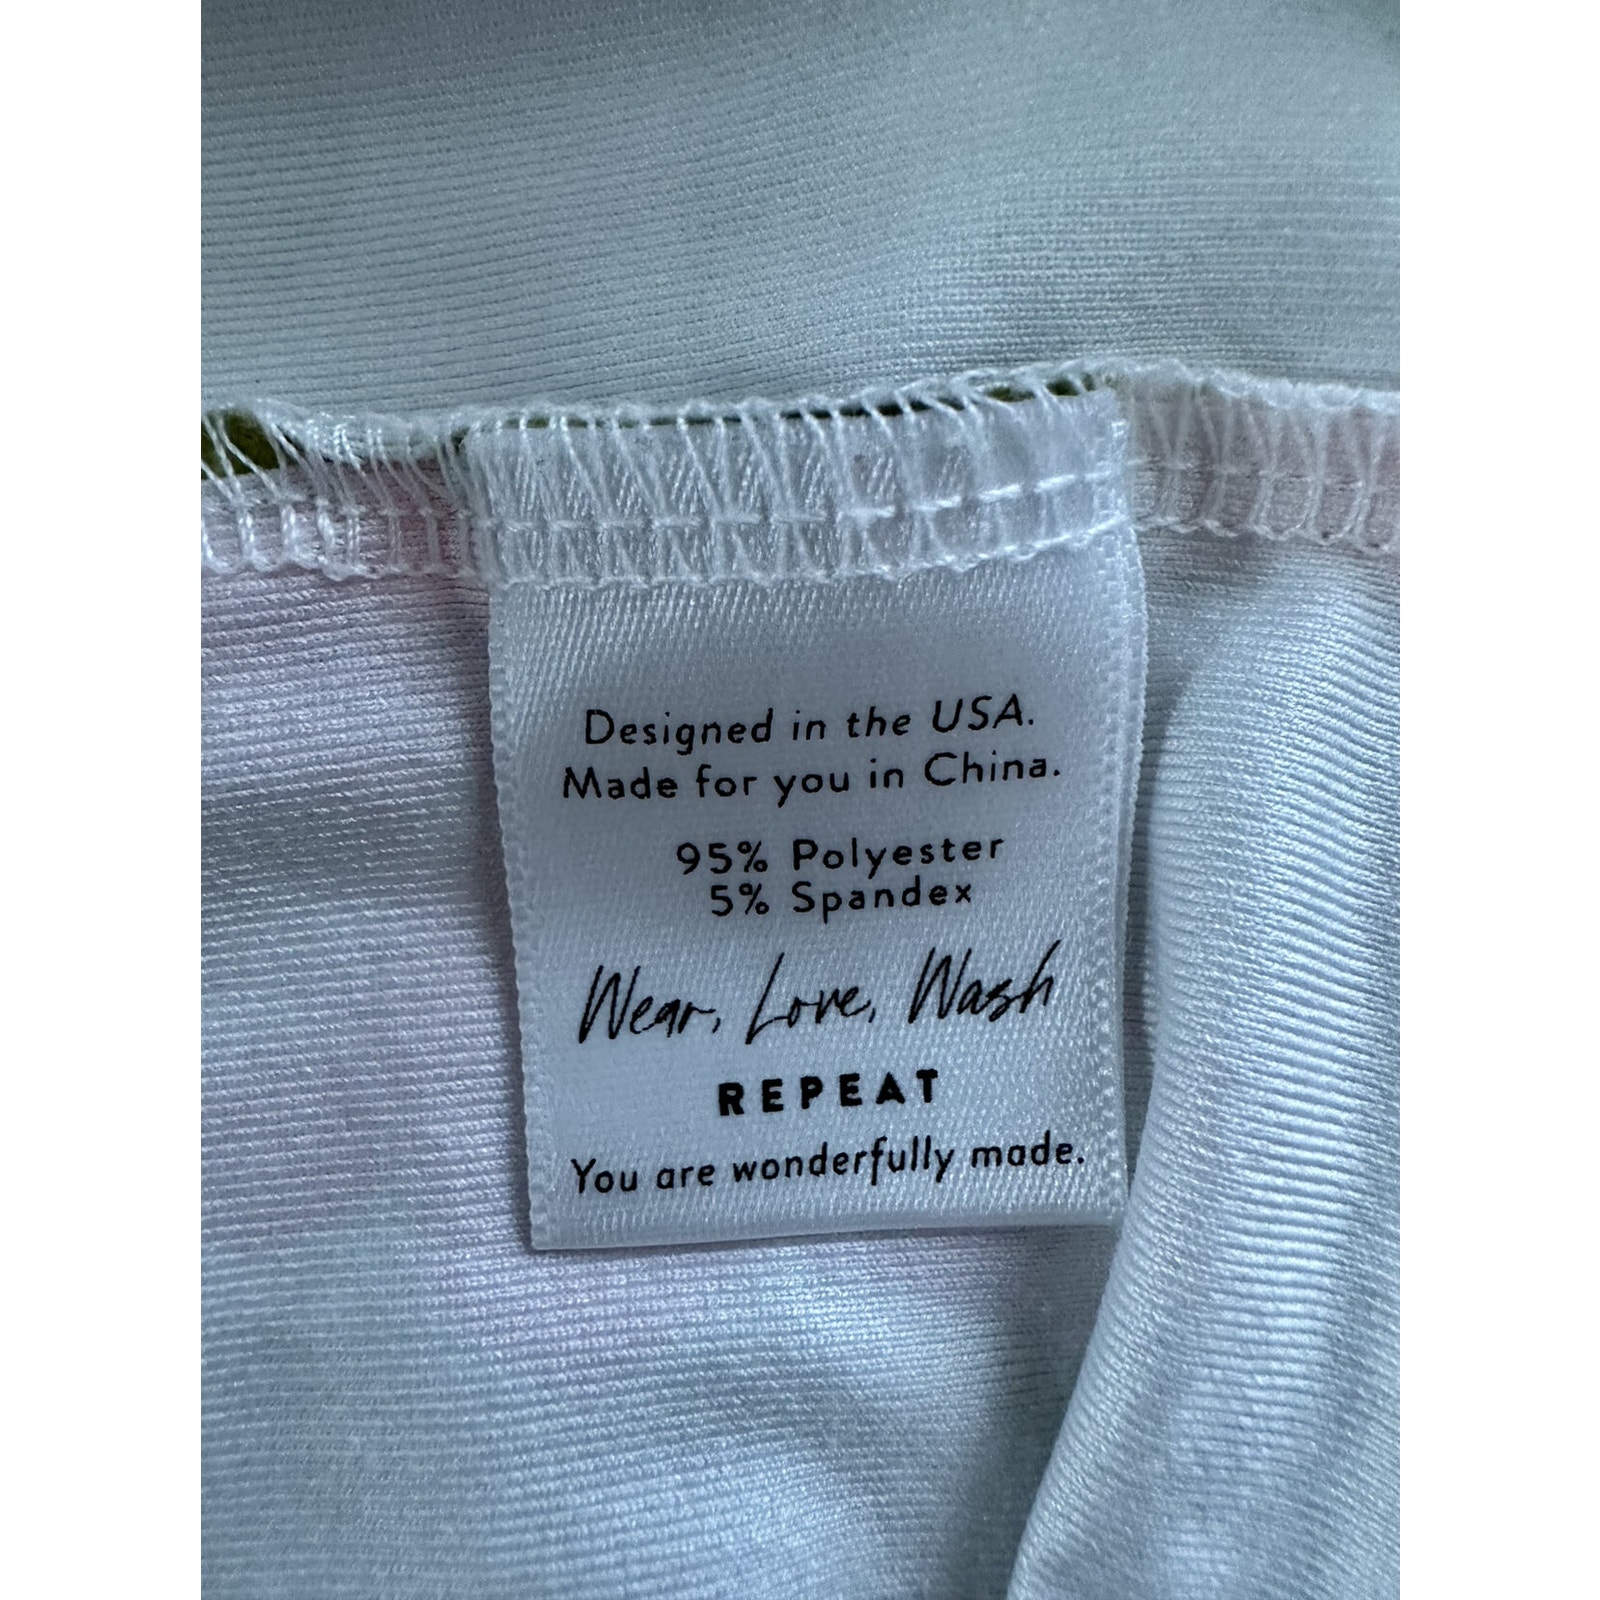 Designed in the USA.
Made for you in China.
95% Polyester
5% Spandex
Wear, Love, Wash
REPEAT
You are wonderfully made.